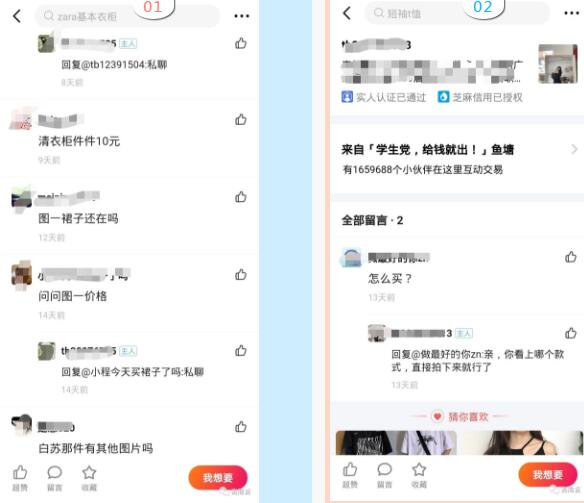 01
zara基本衣柜
主人
回复@tb12391504:私聊
8天前
清衣柜件件10元
9天前
图一裙子还在吗
12天前
问问图一价格
14天前
主人
回复@小程今天买裙子了吗:私聊
14天前
白苏那件有其他图片吗
超赞
留言
收藏
我想要
02
短袖t恤
实人认证已通过
芝麻信用已授权
来自「学生党，给钱就出！」鱼塘
有1659688个小伙伴在这里互动交易
全部留言 · 2
怎么买？
13天前
主人
回复@做最好的你zn:亲，你看上哪个款
式，直接拍下来就行了
13天前
猜你喜欢
超赞
留言
收藏
我想要